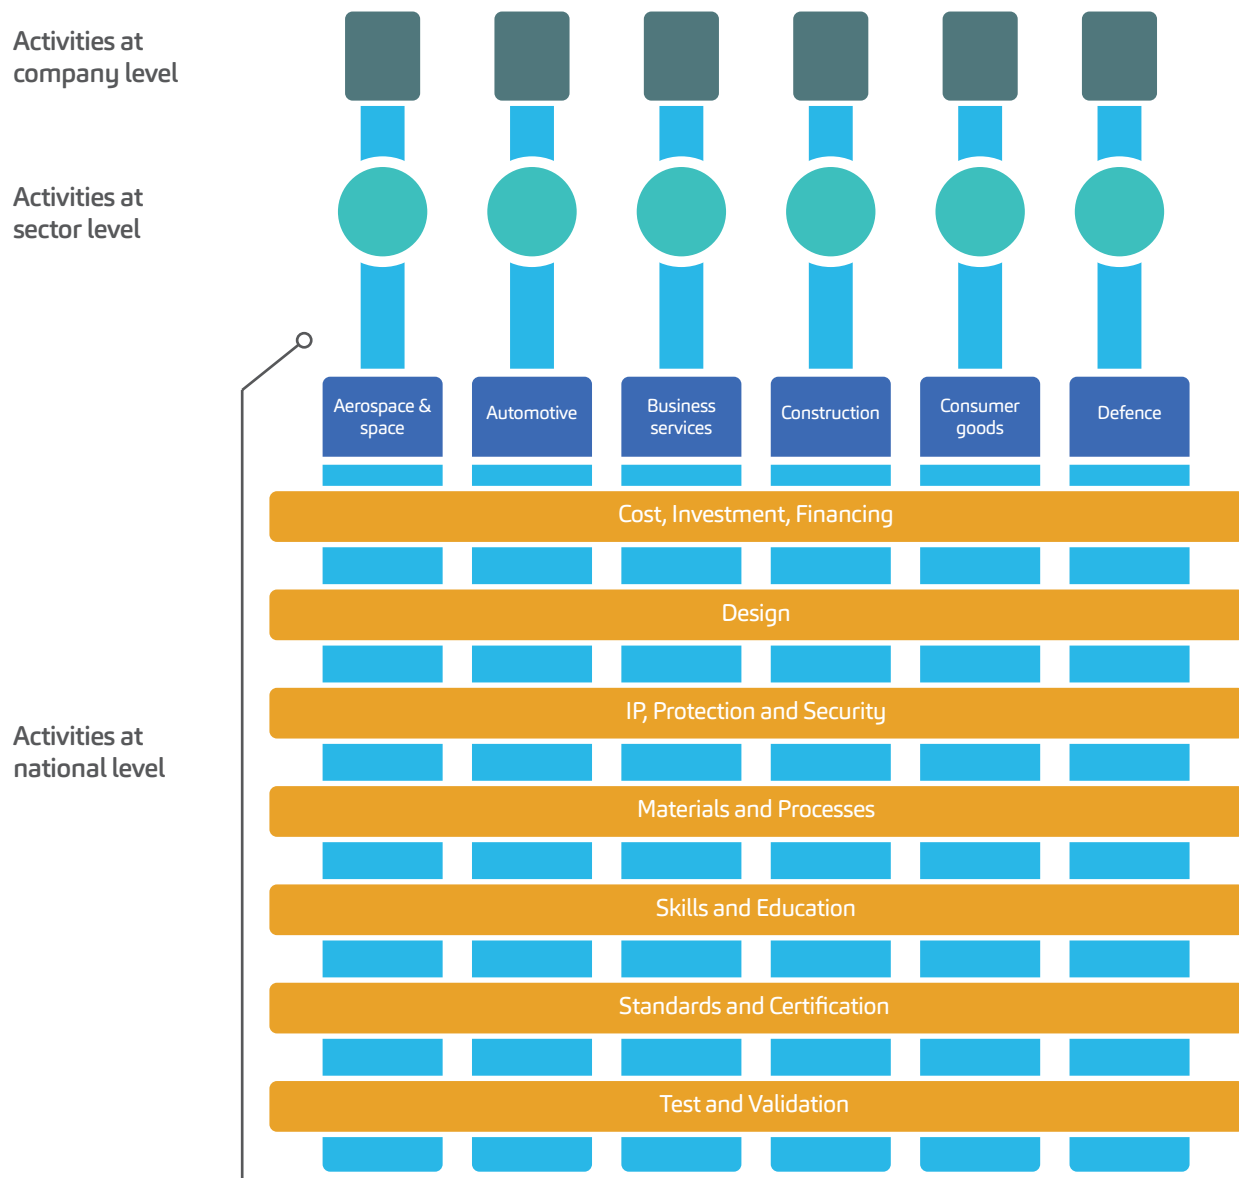 Activities at
company level
Activities at
sector level
Aerospace &
space
Automotive
Business
services
Construction
Consumer
goods
Defence
Cost, Investment, Financing
Design
IP, Protection and Security
Activities at
national level
Materials and Processes
Skills and Education
Standards and Certification
Test and Validation